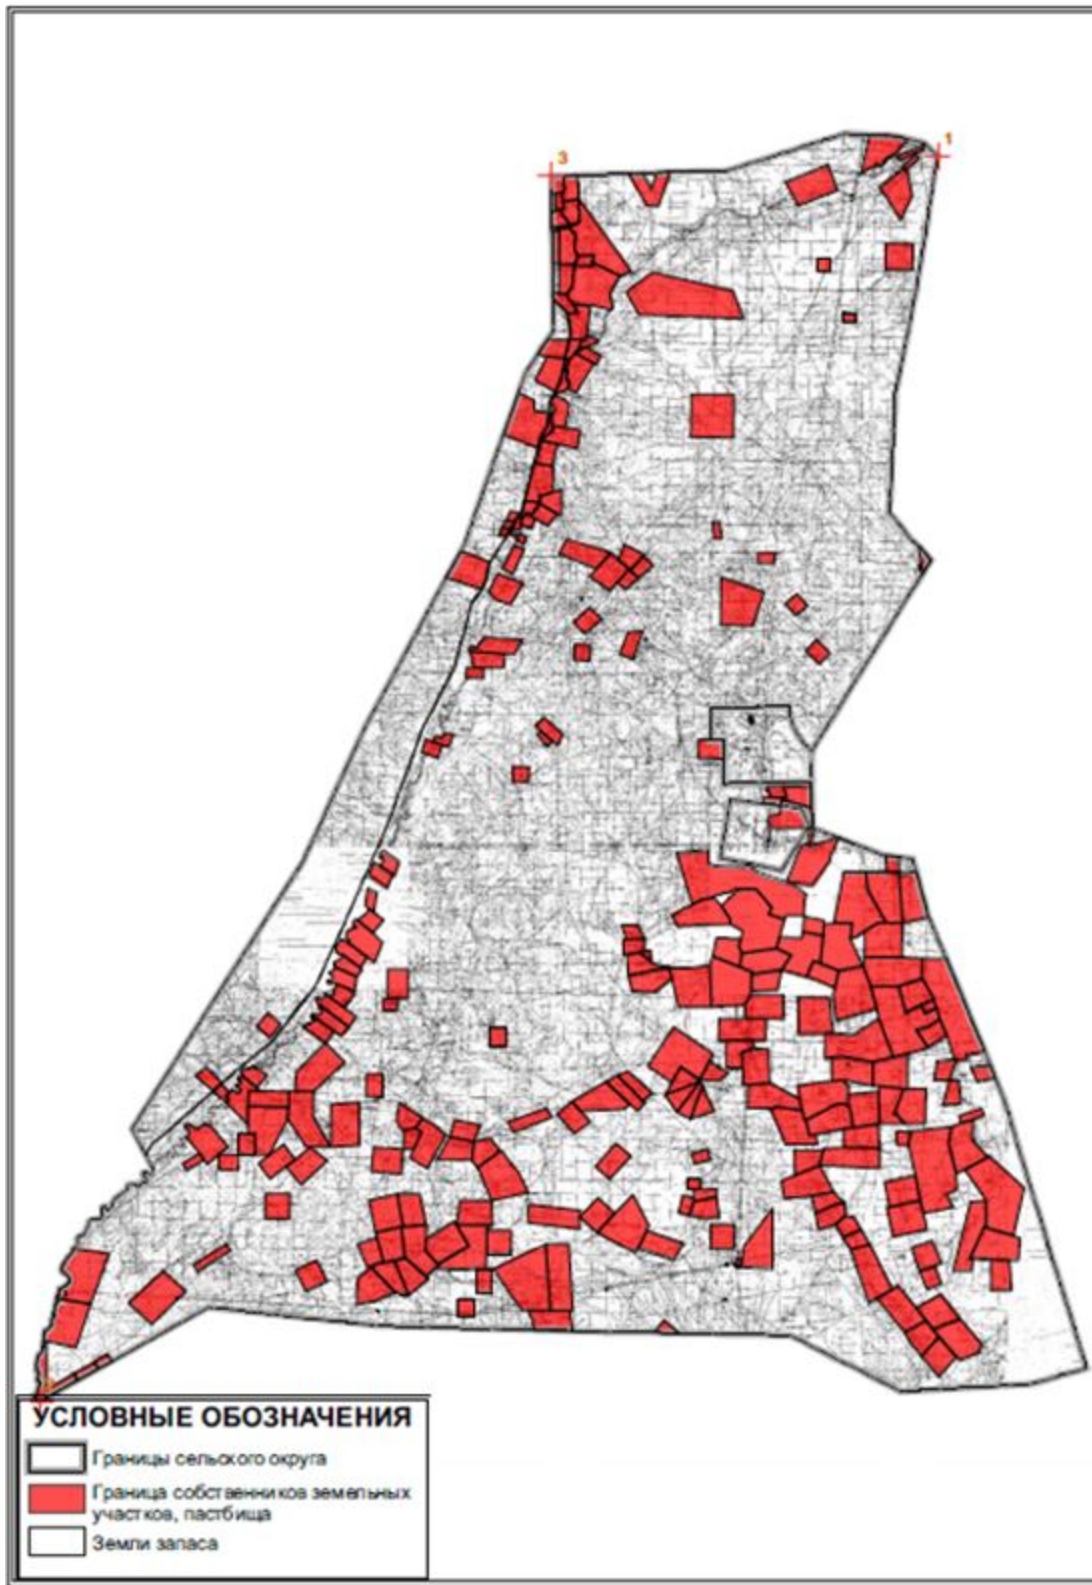 3
1
УСЛОВНЫЕ ОБОЗНАЧЕНИЯ
Границы сельского округа
Граница собственников земельных
участков, пастбища
Земли запаса